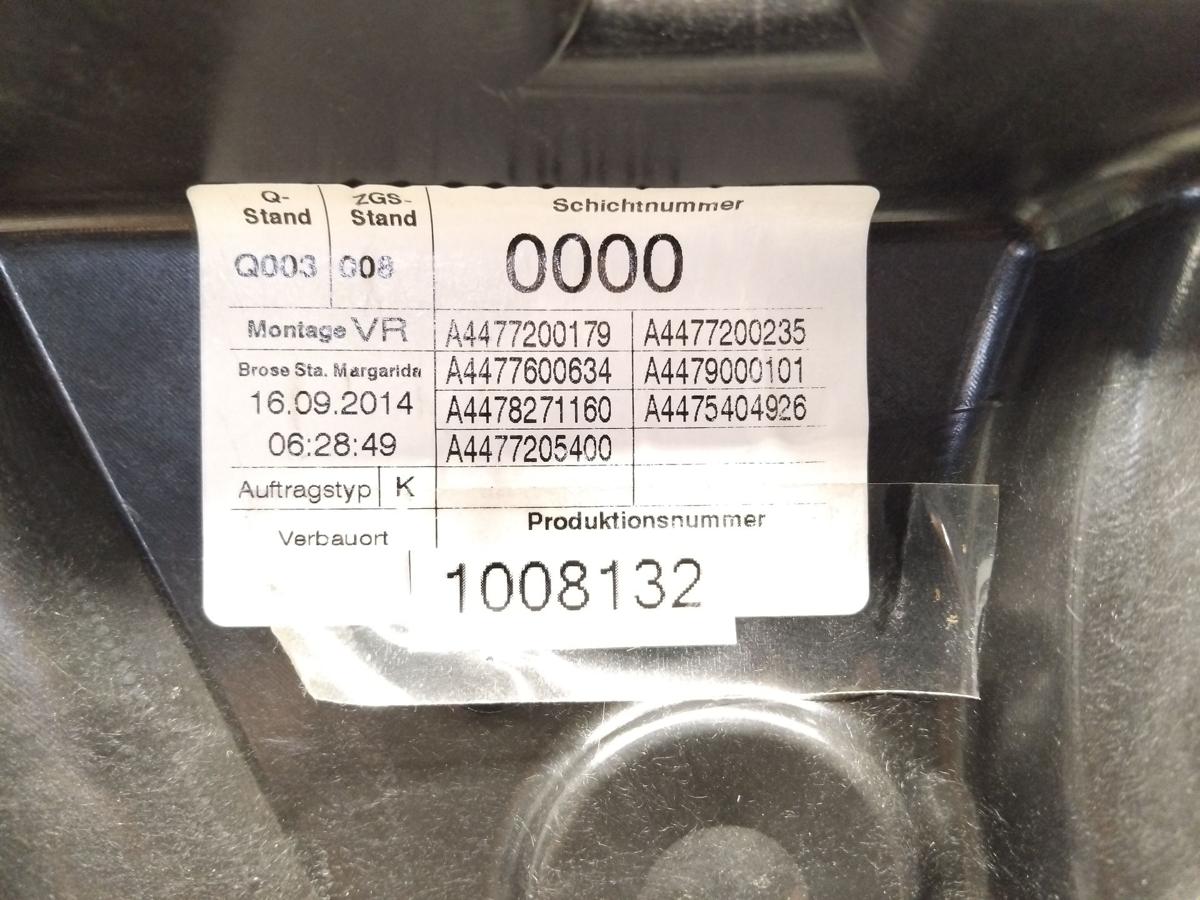 Q-Stand ZGS-Stand Schichtnummer
Q003 008 0000
Montage VR A4477200179 A4477200235
Brose Sta. Margarida A4477600634 A4479000101
16.09.2014 A4478271160 A4475404926
06:28:49 A4477205400
Auftragstyp K
Verbauort Produktionsnummer
1008132